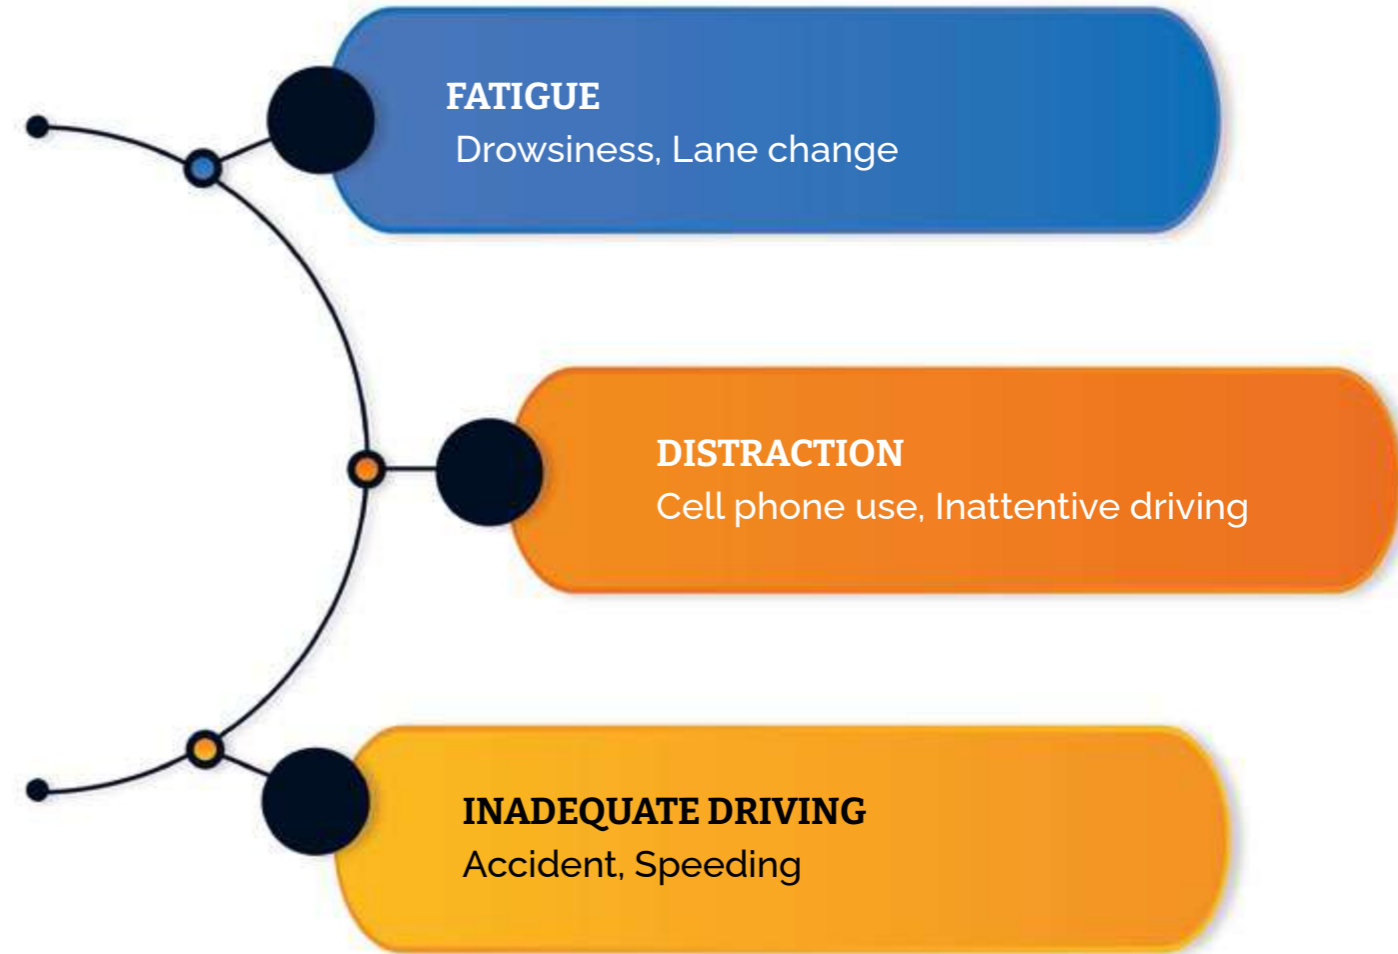 FATIGUE
Drowsiness, Lane change
DISTRACTION
Cell phone use, Inattentive driving
INADEQUATE DRIVING
Accident, Speeding